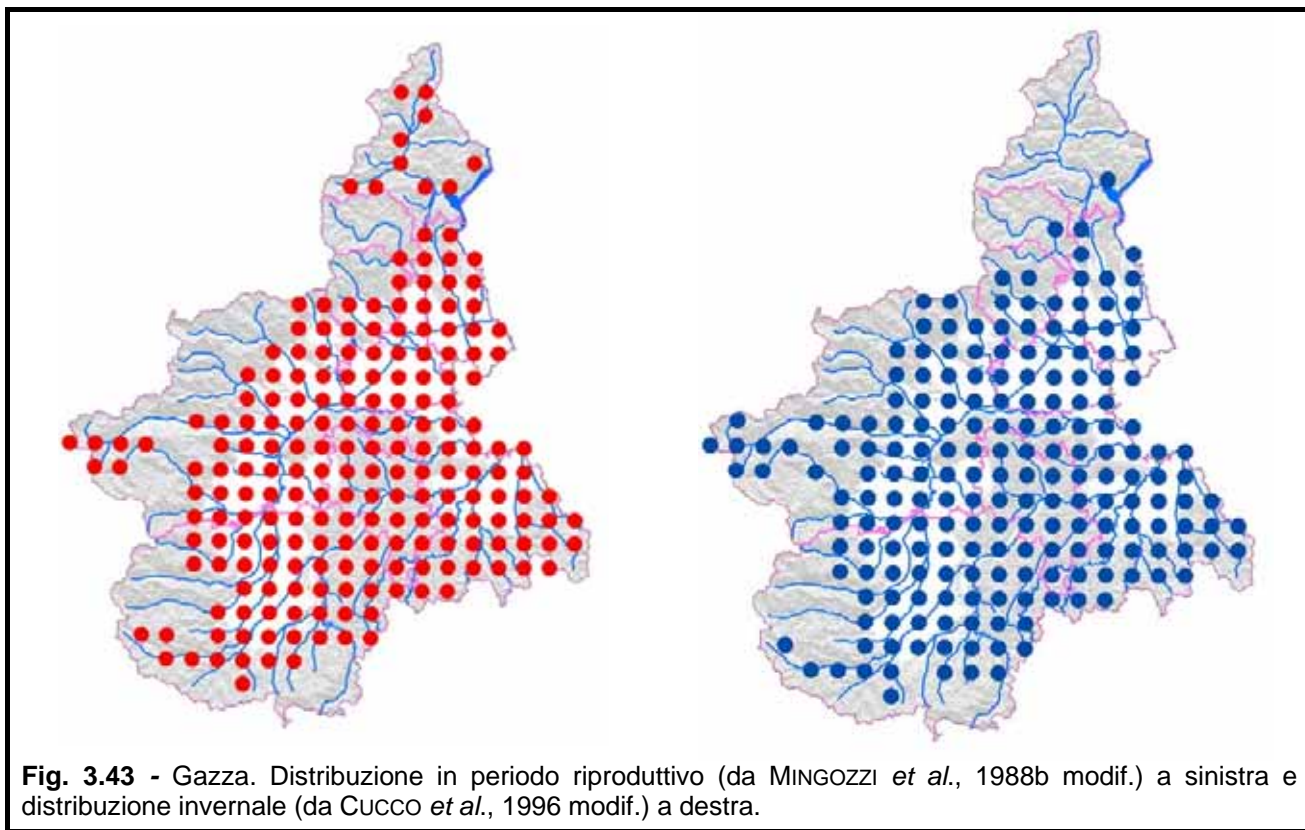 Fig. 3.43 - Gazza. Distribuzione in periodo riproduttivo (da MINGOZZI et al., 1988b modif.) a sinistra e
distribuzione invernale (da CUCCO et al., 1996 modif.) a destra.